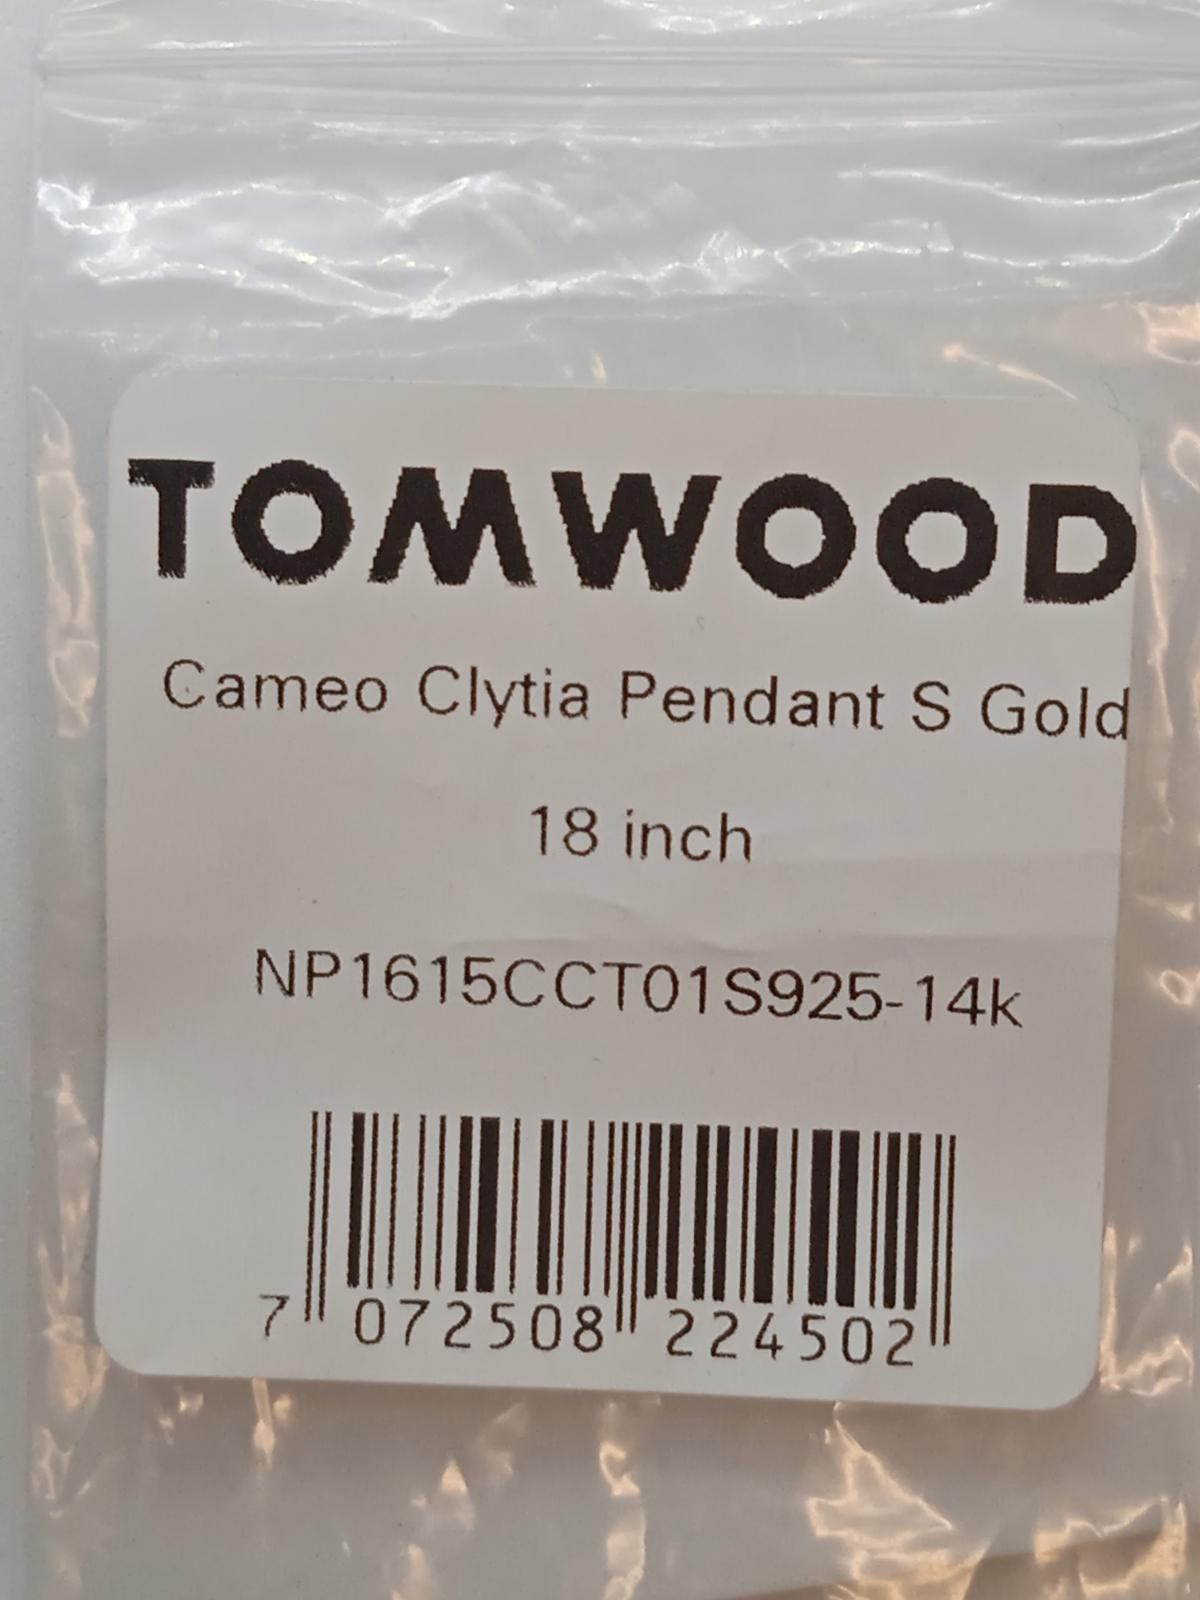 TOMWOOD
Cameo Clytia Pendant S Gold
18 inch
NP1615CCT01S925-14k
7 072508 224502